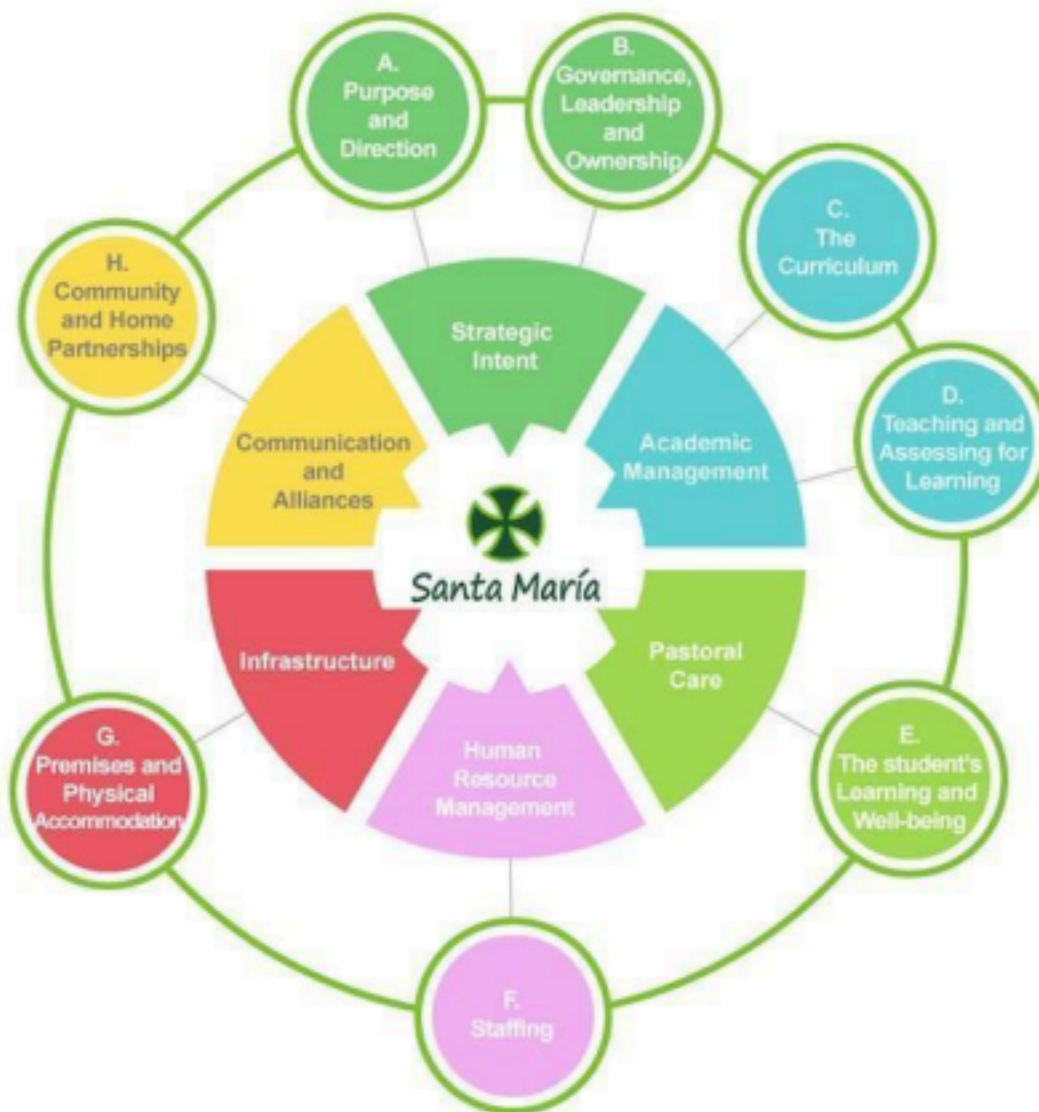 A.
Purpose
and
Direction
B.
Governance,
Leadership
and
Ownership
C.
The
Curriculum
D.
Teaching and
Assessing for
Learning
E.
The student's
Learning and
Well-being
F.
Staffing
G.
Premises and
Physical
Accommodation
H.
Community
and Home
Partnerships
Strategic
Intent
Academic
Management
Pastoral
Care
Human
Resource
Management
Infrastructure
Communication
and
Alliances
Santa María